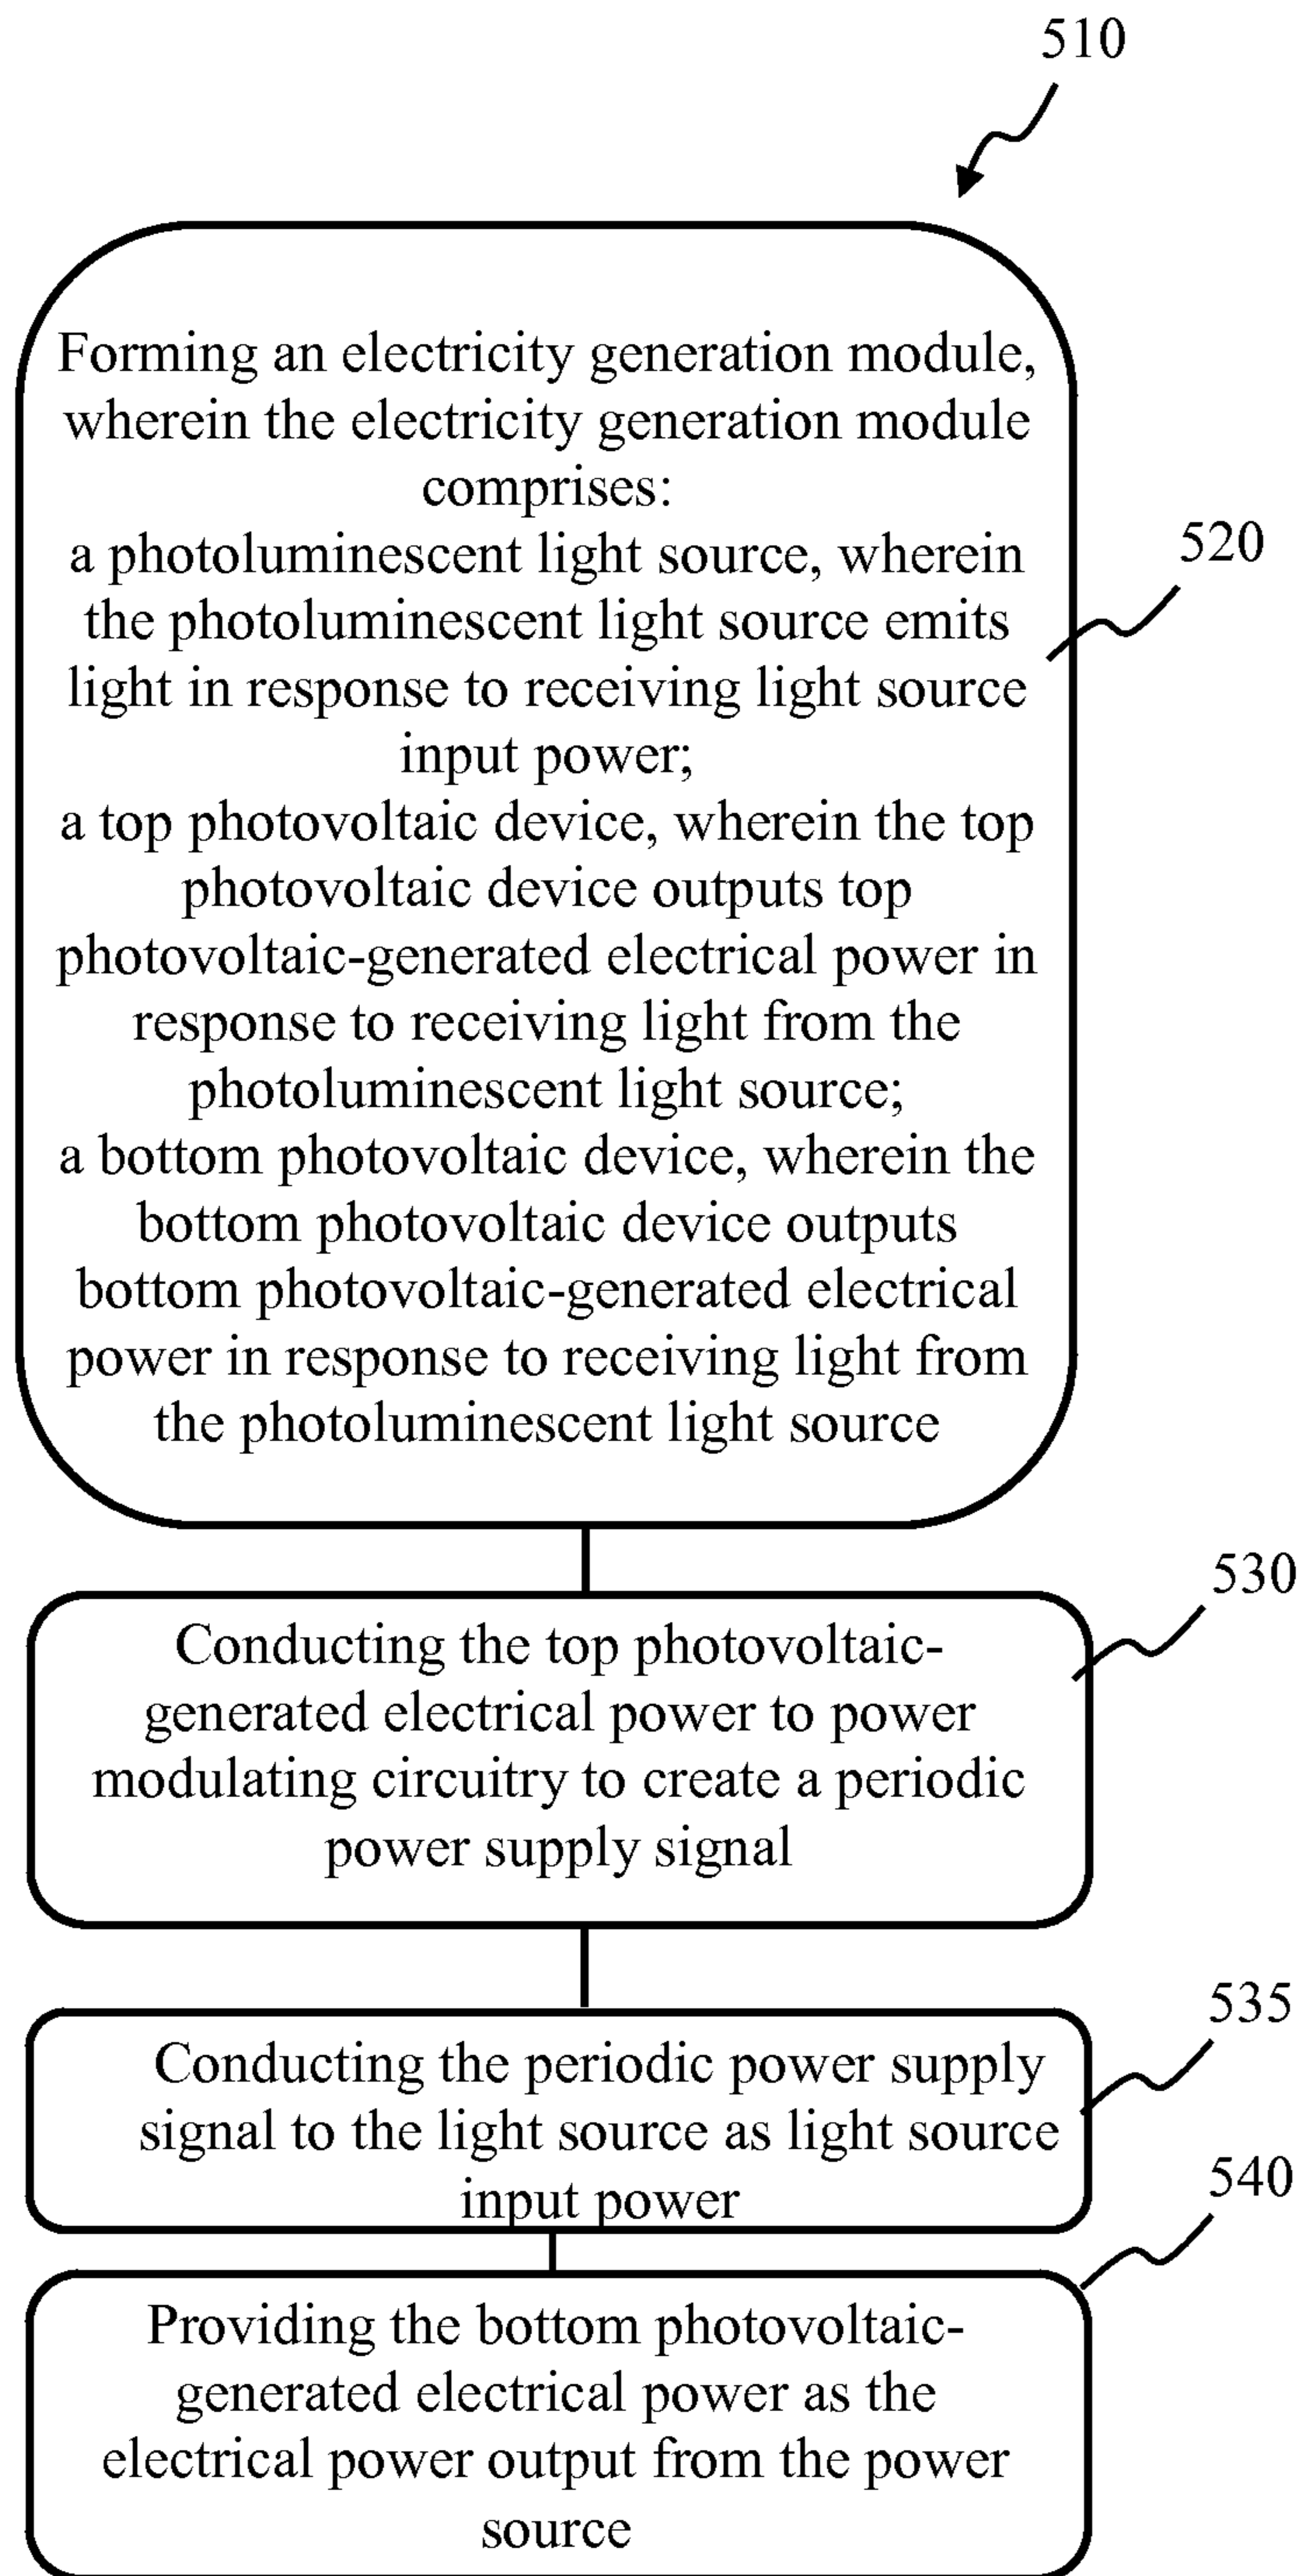 510
Forming an electricity generation module,
wherein the electricity generation module
comprises:
a photoluminescent light source, wherein
the photoluminescent light source emits
light in response to receiving light source
input power;
a top photovoltaic device, wherein the top
photovoltaic device outputs top
photovoltaic-generated electrical power in
response to receiving light from the
photoluminescent light source;
a bottom photovoltaic device, wherein the
bottom photovoltaic device outputs
bottom photovoltaic-generated electrical
power in response to receiving light from
the photoluminescent light source
520
Conducting the top photovoltaic-
generated electrical power to power
modulating circuitry to create a periodic
power supply signal
530
Conducting the periodic power supply
signal to the light source as light source
input power
535
Providing the bottom photovoltaic-
generated electrical power as the
electrical power output from the power
source
540